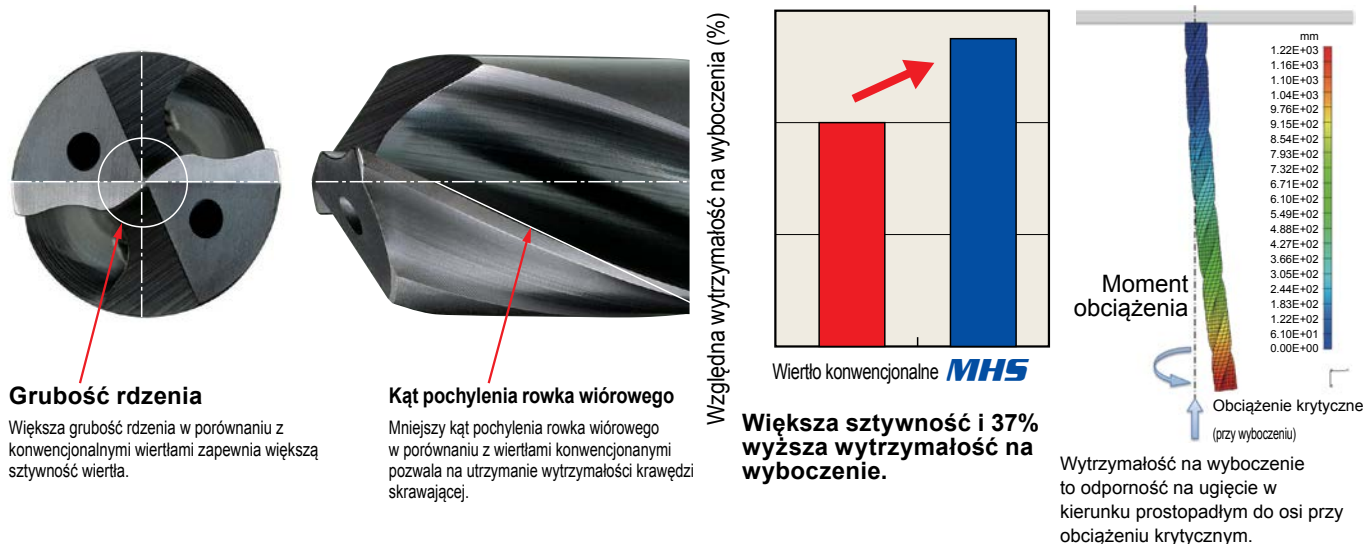 Grubość rdzenia
Większa grubość rdzenia w porównaniu z
konwencjonalnymi wiertłami zapewnia większą
sztywność wiertła.
Kąt pochylenia rowka wiórowego
Mniejszy kąt pochylenia rowka wiórowego
w porównaniu z wiertłami konwencjonanymi
pozwala na utrzymanie wytrzymałości krawędzi
skrawającej.
Względna wytrzymałość na wyboczenia (%)
Wiertło konwencjonalne MHS
Większa sztywność i 37%
wyższa wytrzymałość na
wyboczenie.
mm
1.22E+03
1.16E+03
1.10E+03
1.04E+03
9.76E+02
9.15E+02
8.54E+02
7.93E+02
7.32E+02
6.71E+02
6.10E+02
5.49E+02
4.88E+02
4.27E+02
3.66E+02
3.05E+02
2.44E+02
1.83E+02
1.22E+02
6.10E+01
0.00E+00
Moment
obciążenia
Obciążenie krytyczne
(przy wyboczeniu)
Wytrzymałość na wyboczenie
to odporność na ugięcie w
kierunku prostopadłym do osi przy
obciążeniu krytycznym.